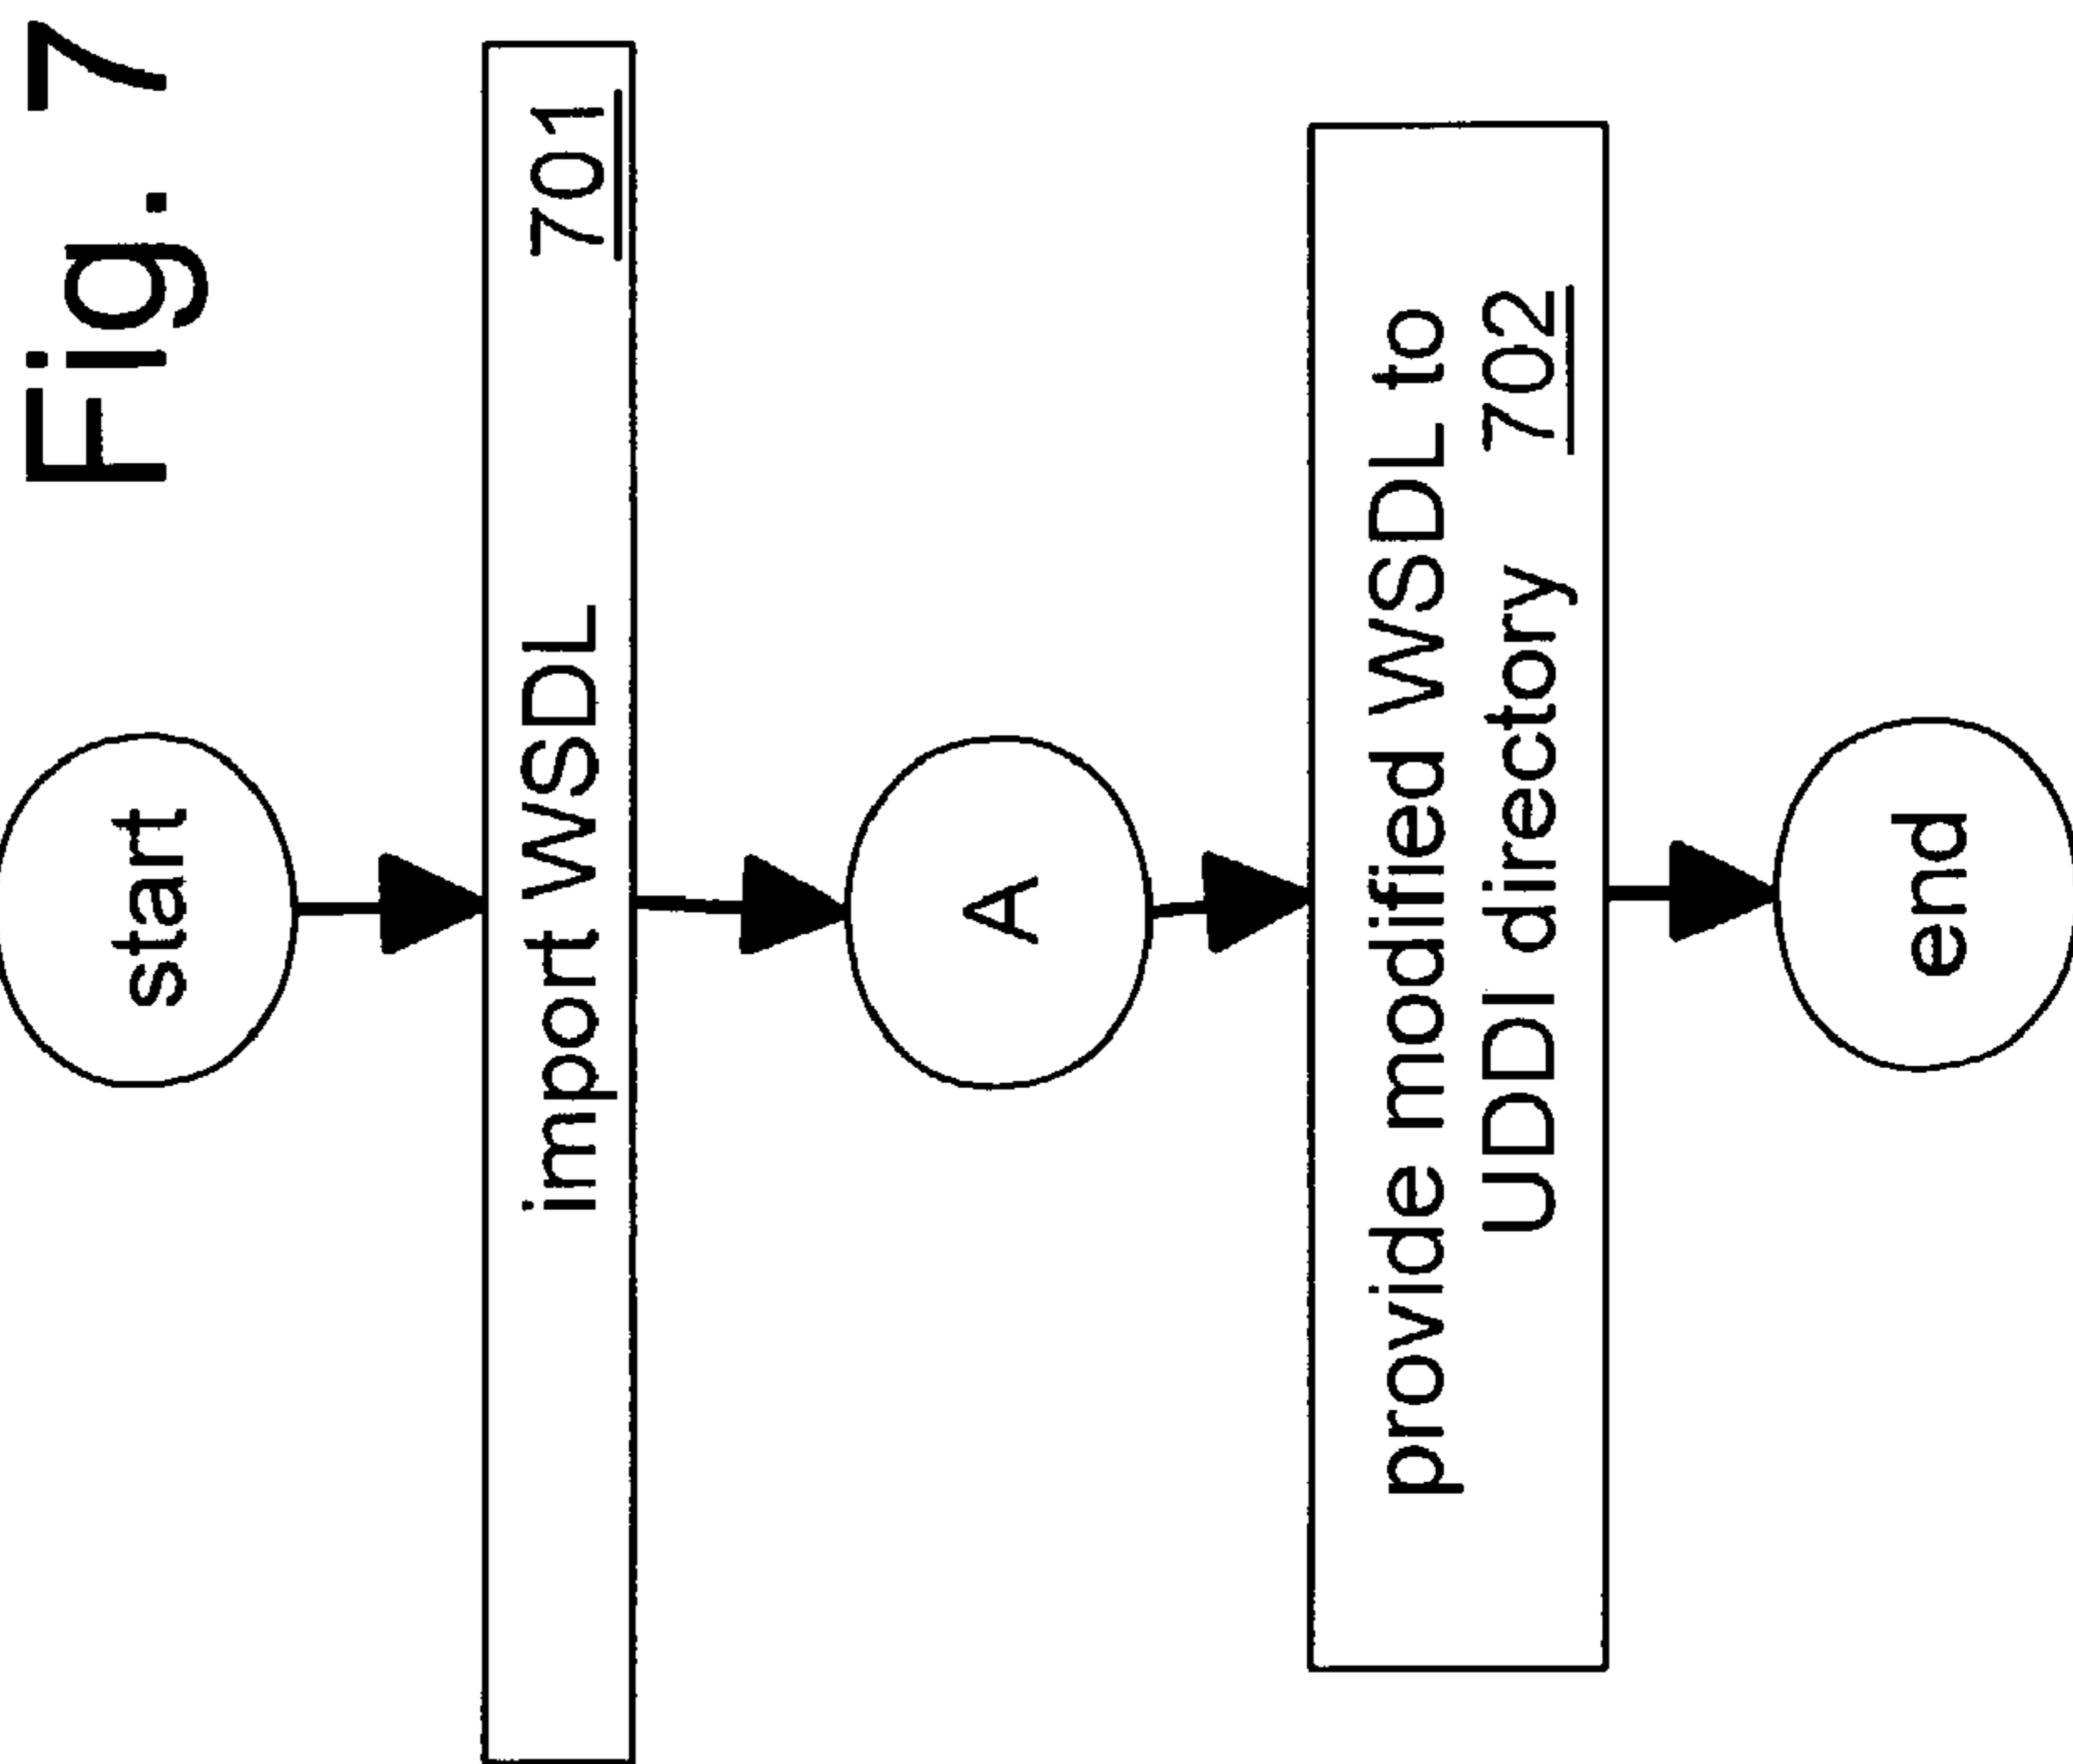 Fig. 7
start
import WSDL
701
A
provide modified WSDL to
UDDI directory 702
end